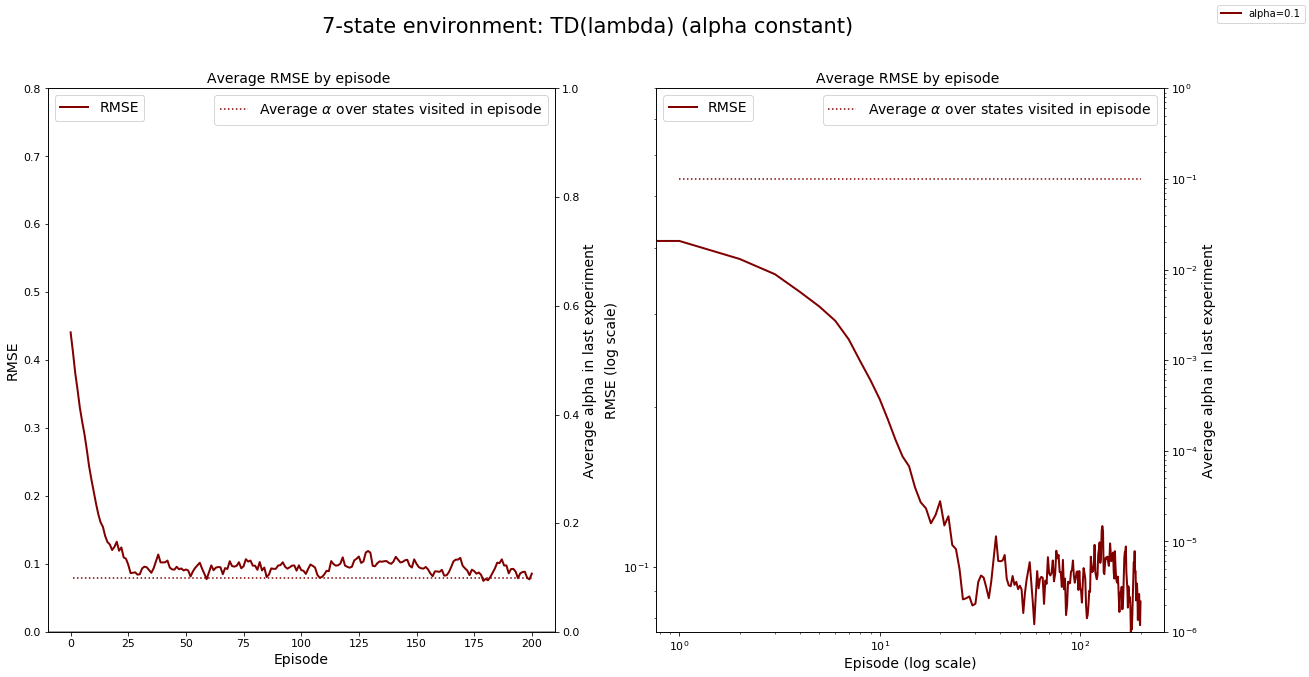 7-state environment: TD(lambda) (alpha constant)
alpha=0.1
Average RMSE by episode
RMSE
Average α over states visited in episode
0.8
0.7
0.6
0.5
0.4
0.3
0.2
0.1
0.0
RMSE
1.0
0.8
0.6
0.4
0.2
0.0
Average alpha in last experiment
0 25 50 75 100 125 150 175 200
Episode
Average RMSE by episode
RMSE
Average α over states visited in episode
10⁻¹
RMSE (log scale)
10⁰
10⁻¹
10⁻²
10⁻³
10⁻⁴
10⁻⁵
10⁻⁶
Average alpha in last experiment
10⁰ 10¹ 10²
Episode (log scale)